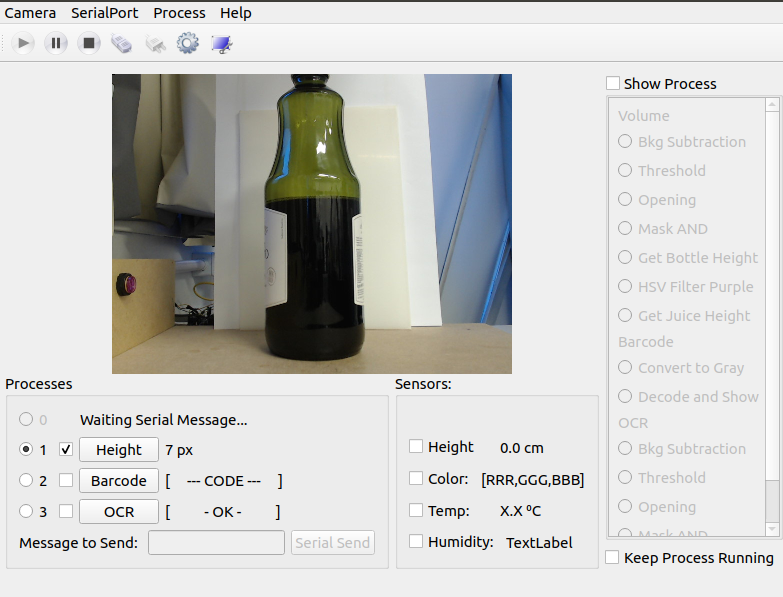 Camera SerialPort Process Help
Show Process
Volume
Bkg Subtraction
Threshold
Opening
Mask AND
Get Bottle Height
HSV Filter Purple
Get Juice Height
Barcode
Convert to Gray
Decode and Show
OCR
Bkg Subtraction
Threshold
Opening
Mask AND
Keep Process Running
Processes
0 Waiting Serial Message...
1 Height 7 px
2 Barcode [ --- CODE --- ]
3 OCR [ - OK - ]
Message to Send: Serial Send
Sensors:
Height 0.0 cm
Color: [RRR,GGG,BBB]
Temp: X.X ºC
Humidity: TextLabel